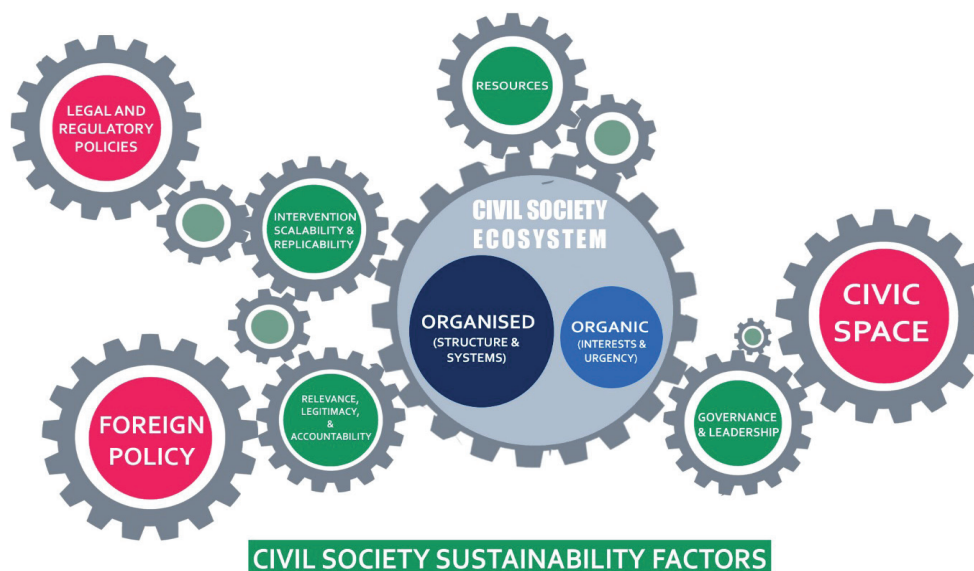 RESOURCES
LEGAL AND
REGULATORY
POLICIES
INTERVENTION
SCALABILITY &
REPLICABILITY
CIVIL SOCIETY
ECOSYSTEM
ORGANISED
(STRUCTURE &
SYSTEMS)
ORGANIC
(INTERESTS &
URGENCY)
CIVIC
SPACE
FOREIGN
POLICY
RELEVANCE,
LEGITIMACY,
&
ACCOUNTABILITY
GOVERNANCE
& LEADERSHIP
CIVIL SOCIETY SUSTAINABILITY FACTORS